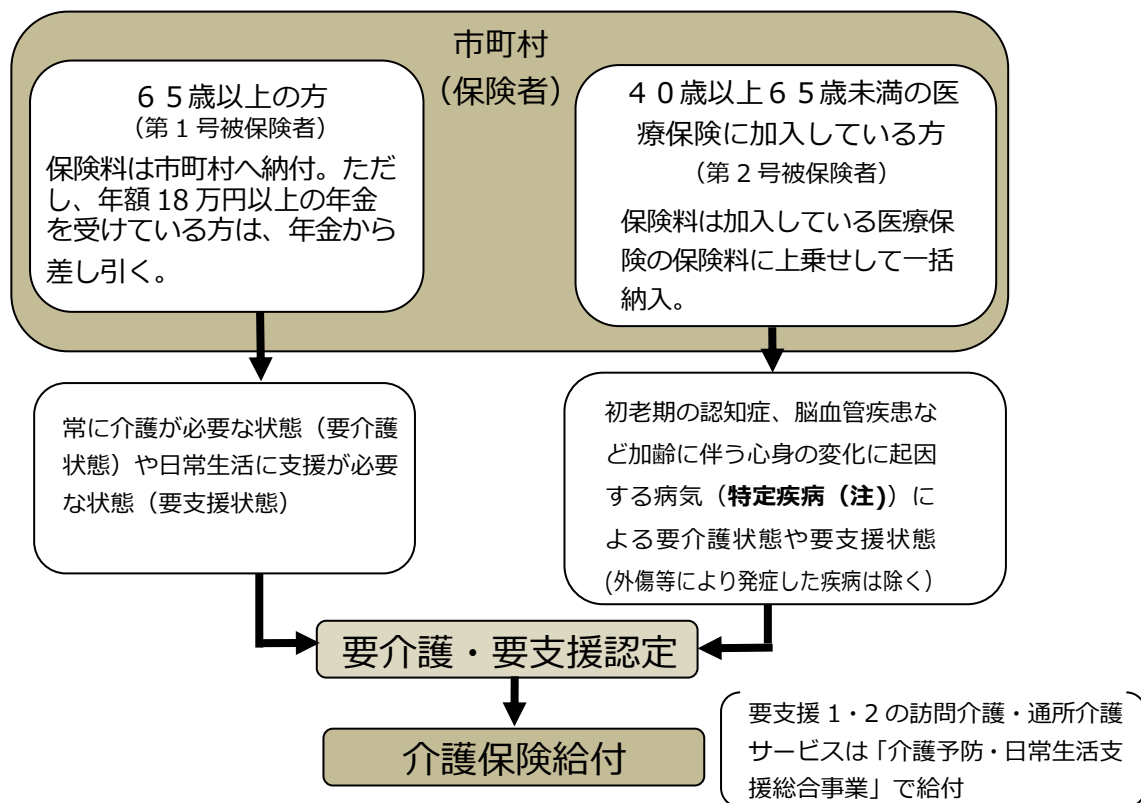 市町村
(保険者)
６５歳以上の方
(第１号被保険者)
保険料は市町村へ納付。ただ
し、年額 18 万円以上の年金
を受けている方は、年金から
差し引く。
４０歳以上６５歳未満の医
療保険に加入している方
(第２号被保険者)
保険料は加入している医療保
険の保険料に上乗せして一括
納入。
常に介護が必要な状態（要介護
状態）や日常生活に支援が必要
な状態（要支援状態）
初老期の認知症、脳血管疾患な
ど加齢に伴う心身の変化に起因
する病気（特定疾病（注)）に
よる要介護状態や要支援状態
(外傷等により発症した疾病は除く）
要介護・要支援認定
介護保険給付
要支援 1・2 の訪問介護・通所介護
サービスは「介護予防・日常生活支
援総合事業」で給付